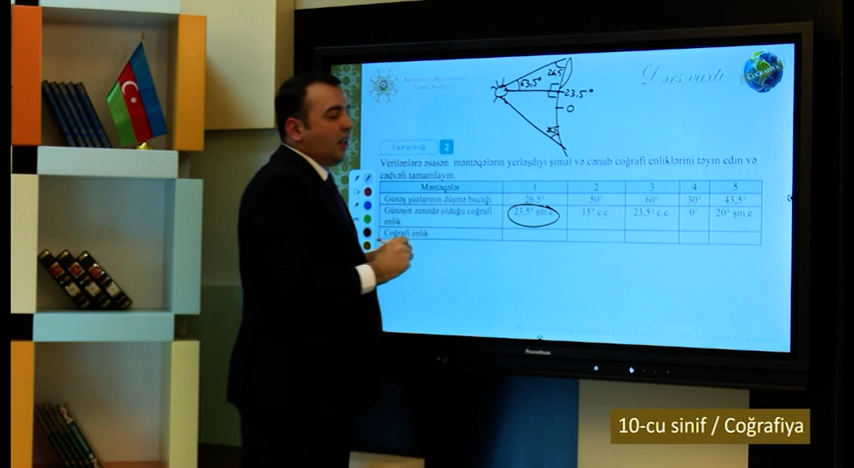 26,5°
63,5°
23.5°
0
Dərs vaxtı
COĞRAFİYA
TAPŞIRIQ 2
Verilənlərə əsasən məntəqələrin yerləşdiyi şimal və cənub coğrafi enliklərini təyin edin və
cədvəli tamamlayın.
Məntəqələr 1 2 3 4 5
Günəş şüalarının düşmə bucağı 26,5° 50° 60° 30° 43,5°
Günəşin zenitdə olduğu coğrafi enlik 23,5° şm.e. 15° c.e. 23,5° c.e. 0° 20° şm.e.
Coğrafi enlik
Promethean
10-cu sinif / Coğrafiya